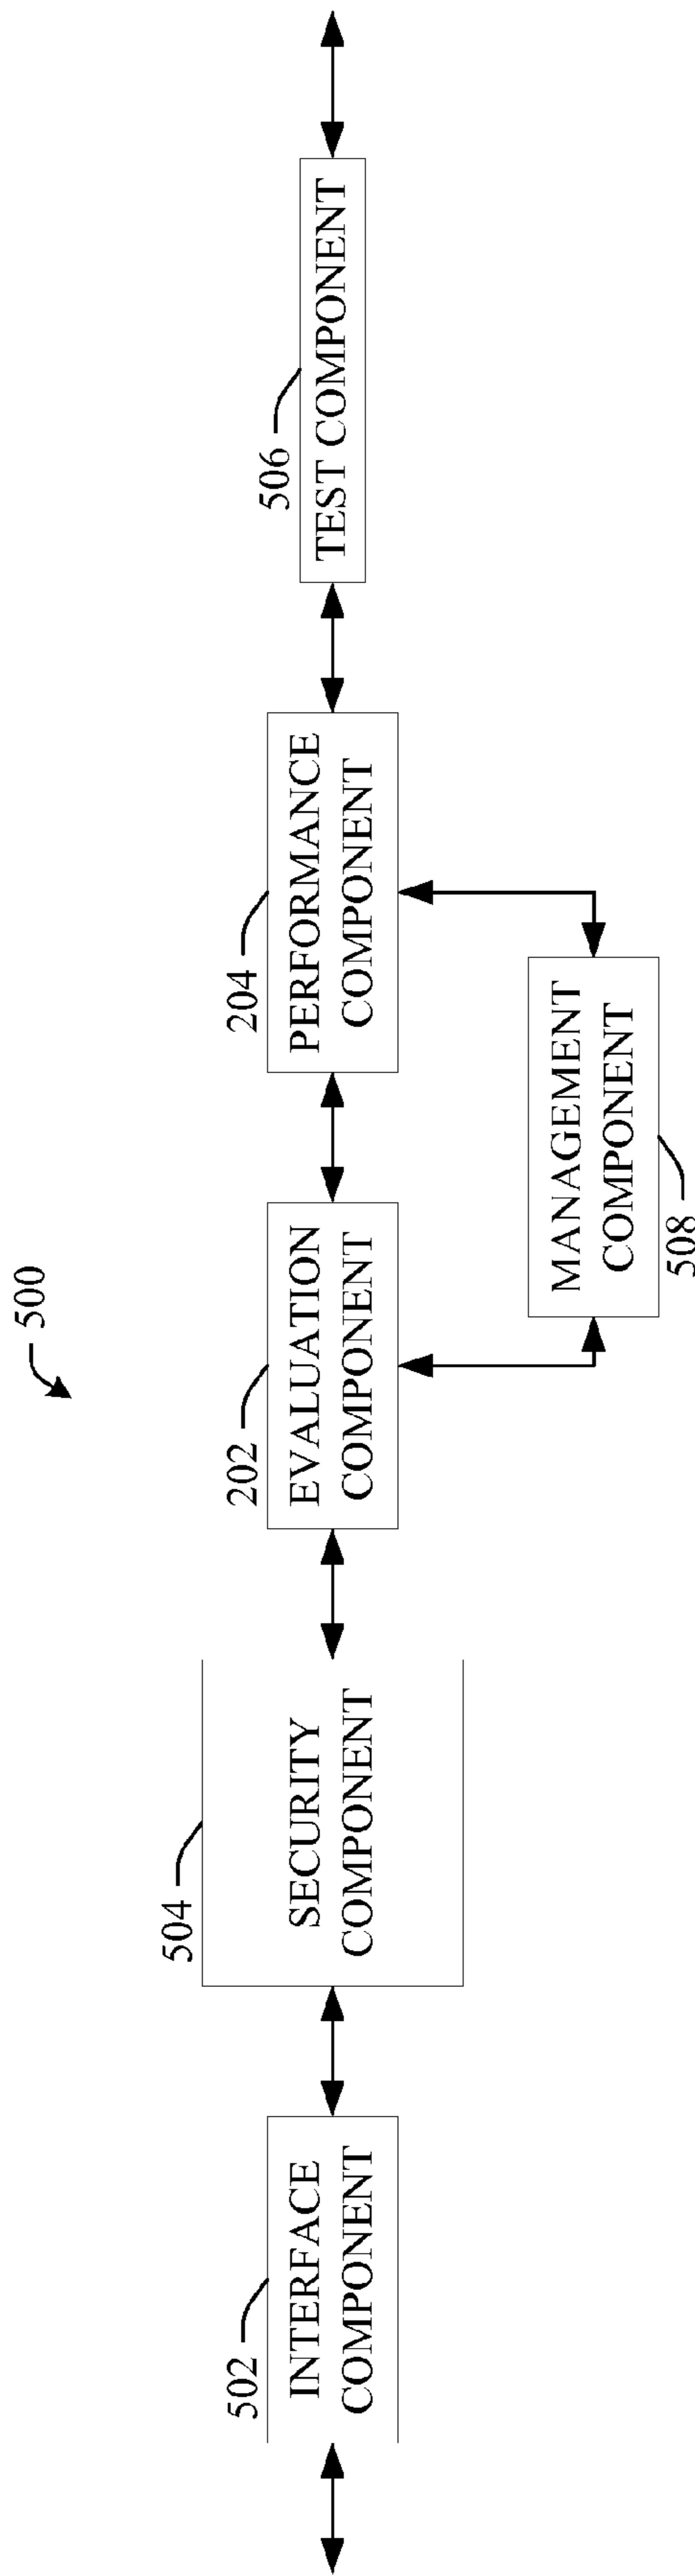 500
502
INTERFACE
COMPONENT
504
SECURITY
COMPONENT
202
EVALUATION
COMPONENT
204
PERFORMANCE
COMPONENT
506
TEST COMPONENT
MANAGEMENT
COMPONENT
508